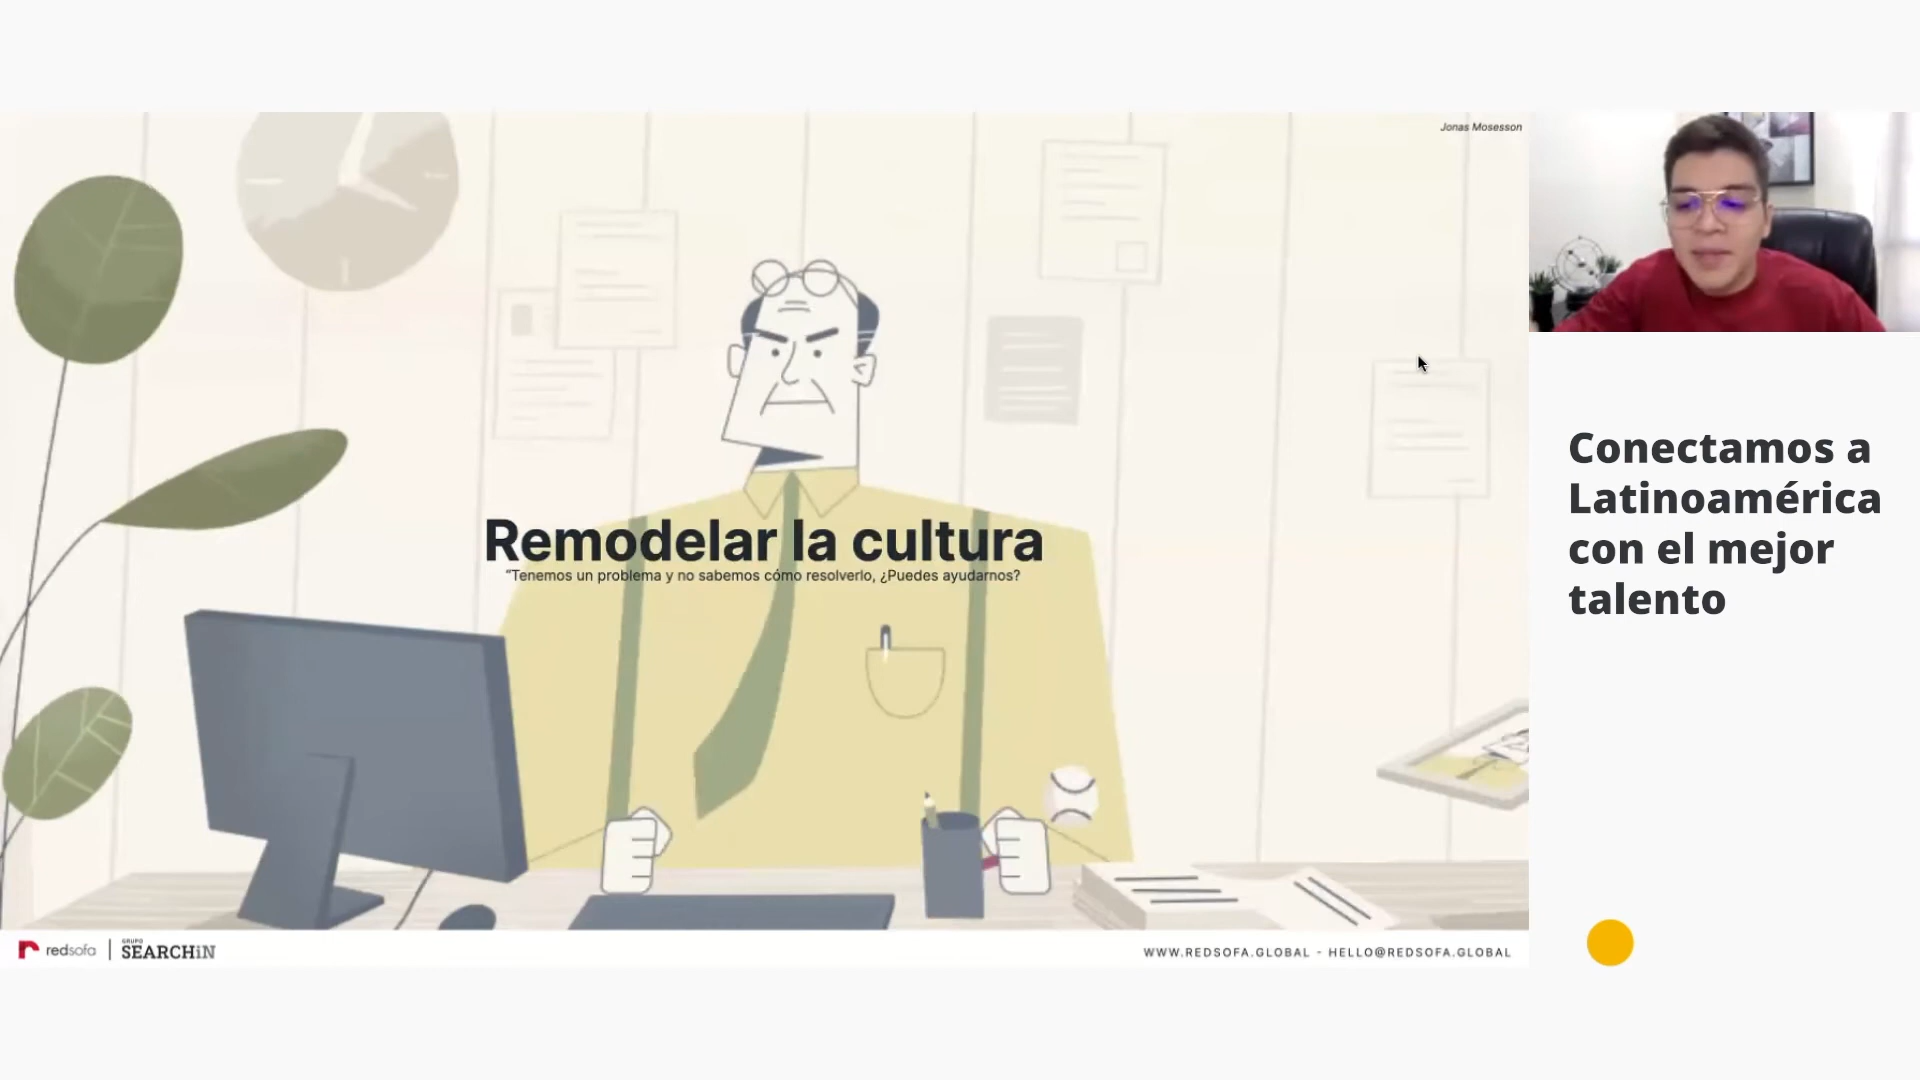 Jonas Mosesson
Remodelar la cultura
"Tenemos un problema y no sabemos cómo resolverlo, ¿Puedes ayudarnos?
Conectamos a
Latinoamérica
con el mejor
talento
redsofa
GRUPO
SEARCHiN
WWW.REDSOFA.GLOBAL - HELLO@REDSOFA.GLOBAL